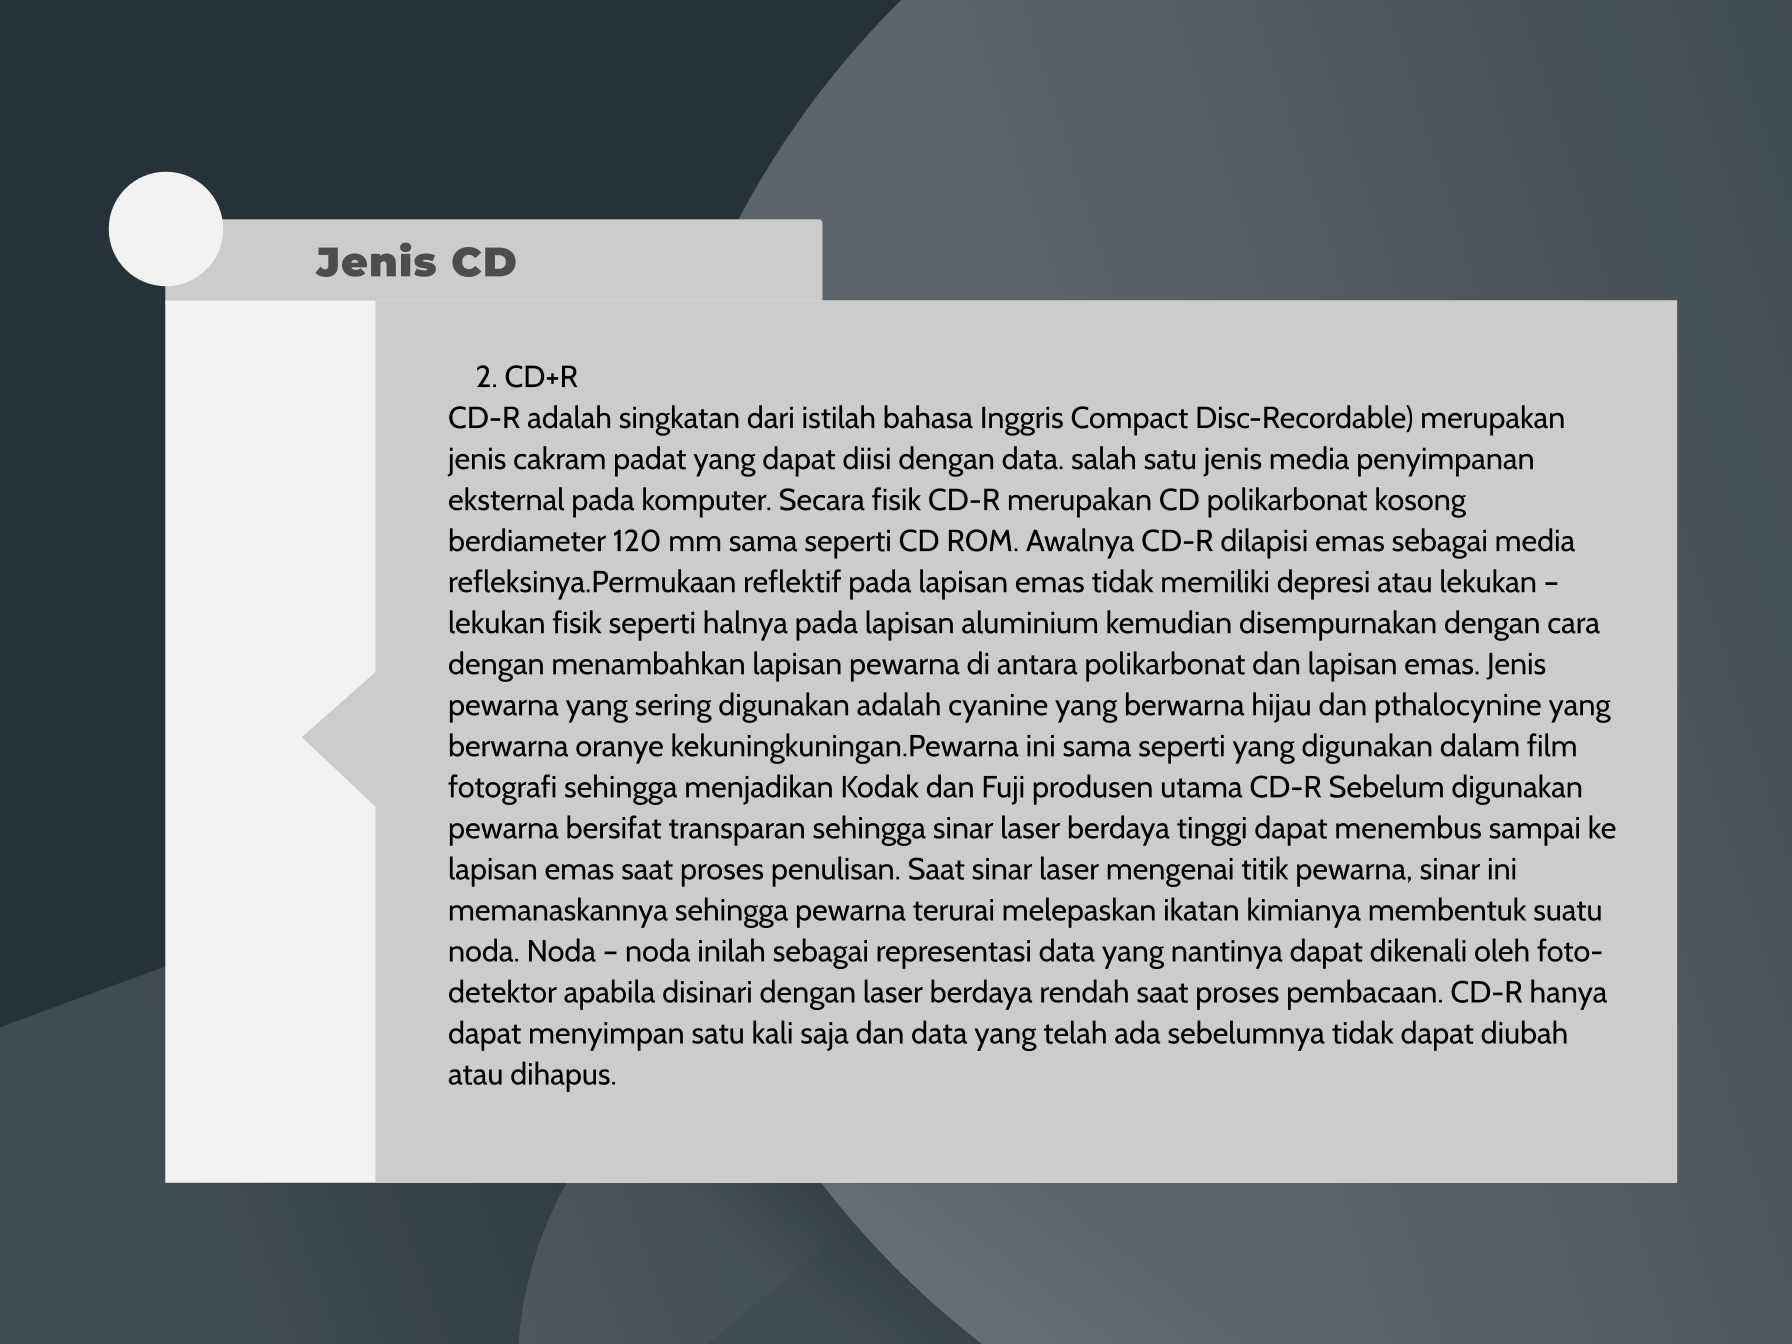 Jenis CD
2. CD+R
CD-R adalah singkatan dari istilah bahasa Inggris Compact Disc-Recordable) merupakan
jenis cakram padat yang dapat diisi dengan data. salah satu jenis media penyimpanan
eksternal pada komputer. Secara fisik CD-R merupakan CD polikarbonat kosong
berdiameter 120 mm sama seperti CD ROM. Awalnya CD-R dilapisi emas sebagai media
refleksinya.Permukaan reflektif pada lapisan emas tidak memiliki depresi atau lekukan –
lekukan fisik seperti halnya pada lapisan aluminium kemudian disempurnakan dengan cara
dengan menambahkan lapisan pewarna di antara polikarbonat dan lapisan emas. Jenis
pewarna yang sering digunakan adalah cyanine yang berwarna hijau dan pthalocynine yang
berwarna oranye kekuningkuningan.Pewarna ini sama seperti yang digunakan dalam film
fotografi sehingga menjadikan Kodak dan Fuji produsen utama CD-R Sebelum digunakan
pewarna bersifat transparan sehingga sinar laser berdaya tinggi dapat menembus sampai ke
lapisan emas saat proses penulisan. Saat sinar laser mengenai titik pewarna, sinar ini
memanaskannya sehingga pewarna terurai melepaskan ikatan kimianya membentuk suatu
noda. Noda – noda inilah sebagai representasi data yang nantinya dapat dikenali oleh foto-
detektor apabila disinari dengan laser berdaya rendah saat proses pembacaan. CD-R hanya
dapat menyimpan satu kali saja dan data yang telah ada sebelumnya tidak dapat diubah
atau dihapus.